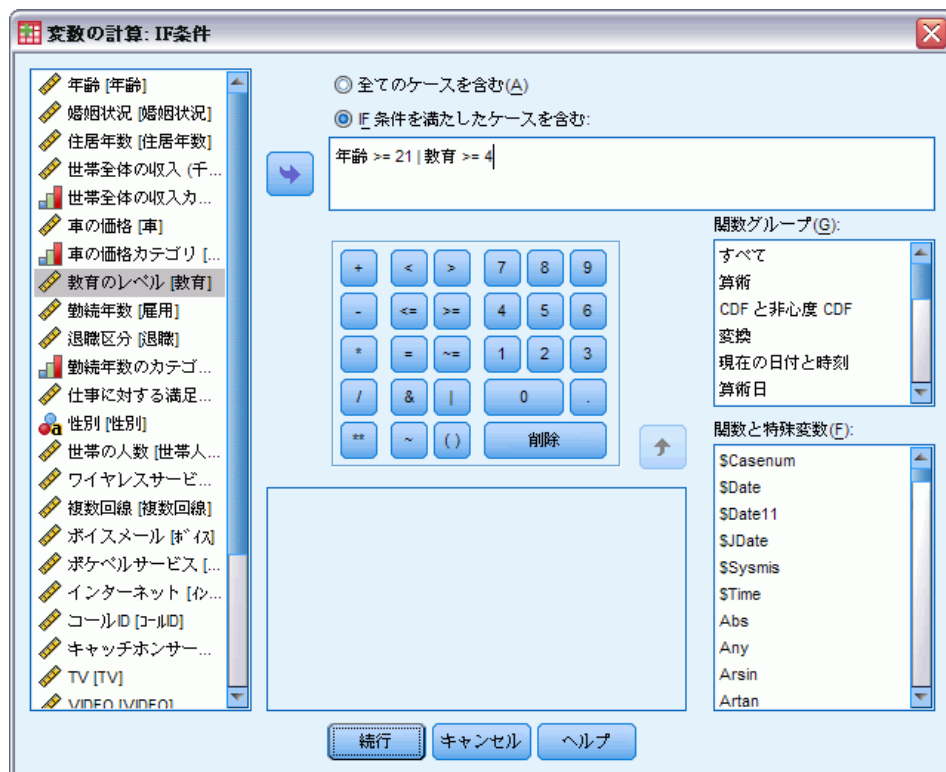 変数の計算: IF条件
年齢 [年齢]
婚姻状況 [婚姻状況]
住居年数 [住居年数]
世帯全体の収入 (千...
世帯全体の収入カ...
車の価格 [車]
車の価格カテゴリ [...
教育のレベル [教育]
勤続年数 [雇用]
退職区分 [退職]
勤続年数のカテゴ...
仕事に対する満足...
性別 [性別]
世帯の人数 [世帯人...
ワイヤレスサービ...
複数回線 [複数回線]
ボイスメール [ボイス]
ポケベルサービス [...
インターネット [イン...
コールID [コールID]
キャッチホンサー...
TV [TV]
VIDEO [VIDEO]
全てのケースを含む(A)
IF 条件を満たしたケースを含む:
年齢 >= 21 | 教育 >= 4
+ < > 7 8 9
- <= >= 4 5 6
* = ~= 1 2 3
/ & | 0 .
** ~ ( ) 削除
関数グループ(G):
すべて
算術
CDF と非心度 CDF
変換
現在の日付と時刻
算術日
関数と特殊変数(F):
$Casenum
$Date
$Date11
$JDate
$Sysmis
$Time
Abs
Any
Arsin
Artan
続行 キャンセル ヘルプ